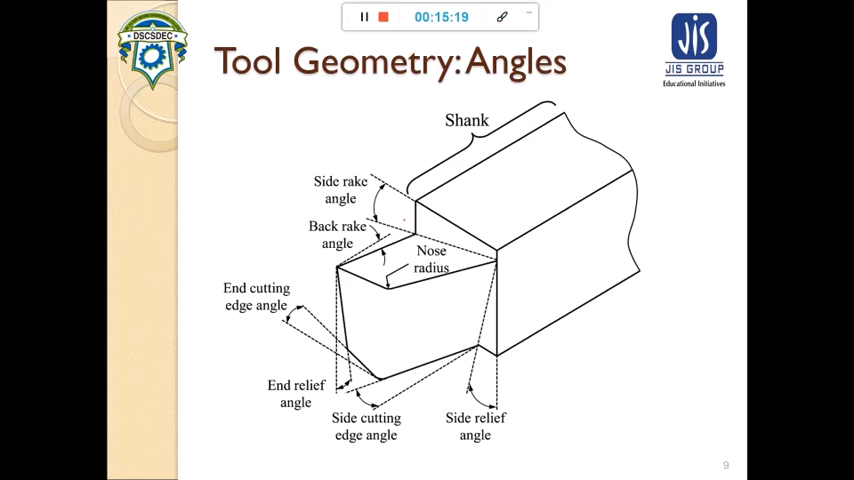 00:15:19
DSCSDEC
JIS
JIS GROUP
Educational Initiatives
Tool Geometry: Angles
Shank
Side rake
angle
Back rake
angle
Nose
radius
End cutting
edge angle
End relief
angle
Side cutting
edge angle
Side relief
angle
9